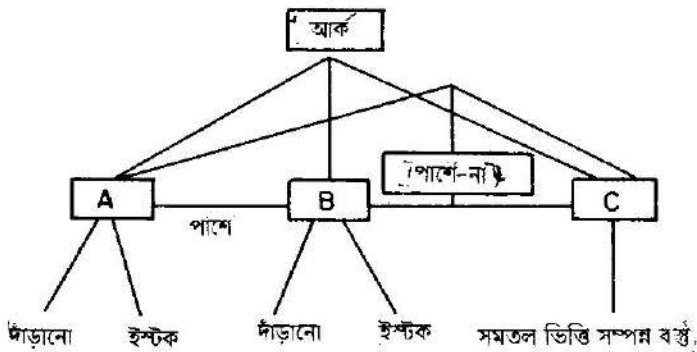 আর্ক
(পার্শে-না)
A
B
C
পাশে
দাঁড়ানো
ইস্টক
দাঁড়ানো
ইস্টক
সমতল ভিত্তি সম্পন্ন বস্তু